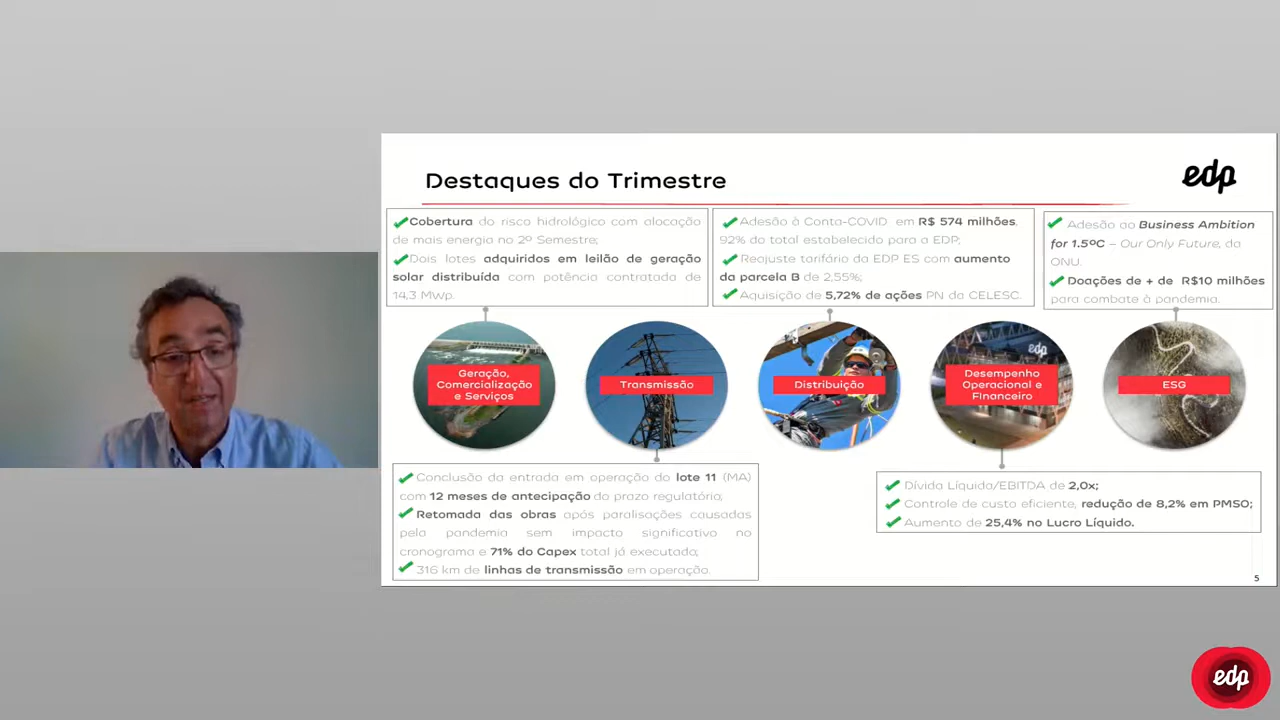 Destaques do Trimestre
edp
Cobertura do risco hidrológico com alocação
de mais energia no 2º Semestre;
Dois lotes adquiridos em leilão de geração
solar distribuída com potência contratada de
14,3 MWp.
Adesão à Conta-COVID em R$ 574 milhões,
92% do total estabelecido para a EDP;
Reajuste tarifário da EDP ES com aumento
da parcela B de 2,55%;
Aquisição de 5,72% de ações PN da CELESC.
Adesão ao Business Ambition
for 1.5ºC – Our Only Future, da
ONU.
Doações de + de R$10 milhões
para combate à pandemia.
Geração,
Comercialização
e Serviços
Transmissão
Distribuição
edp
Desempenho
Operacional e
FInanceiro
ESG
Conclusão da entrada em operação do lote 11 (MA)
com 12 meses de antecipação do prazo regulatório;
Retomada das obras após paralisações causadas
pela pandemia sem impacto significativo no
cronograma e 71% do Capex total já executado;
316 km de linhas de transmissão em operação.
Dívida Líquida/EBITDA de 2,0x;
Controle de custo eficiente, redução de 8,2% em PMSO;
Aumento de 25,4% no Lucro Líquido.
5
edp